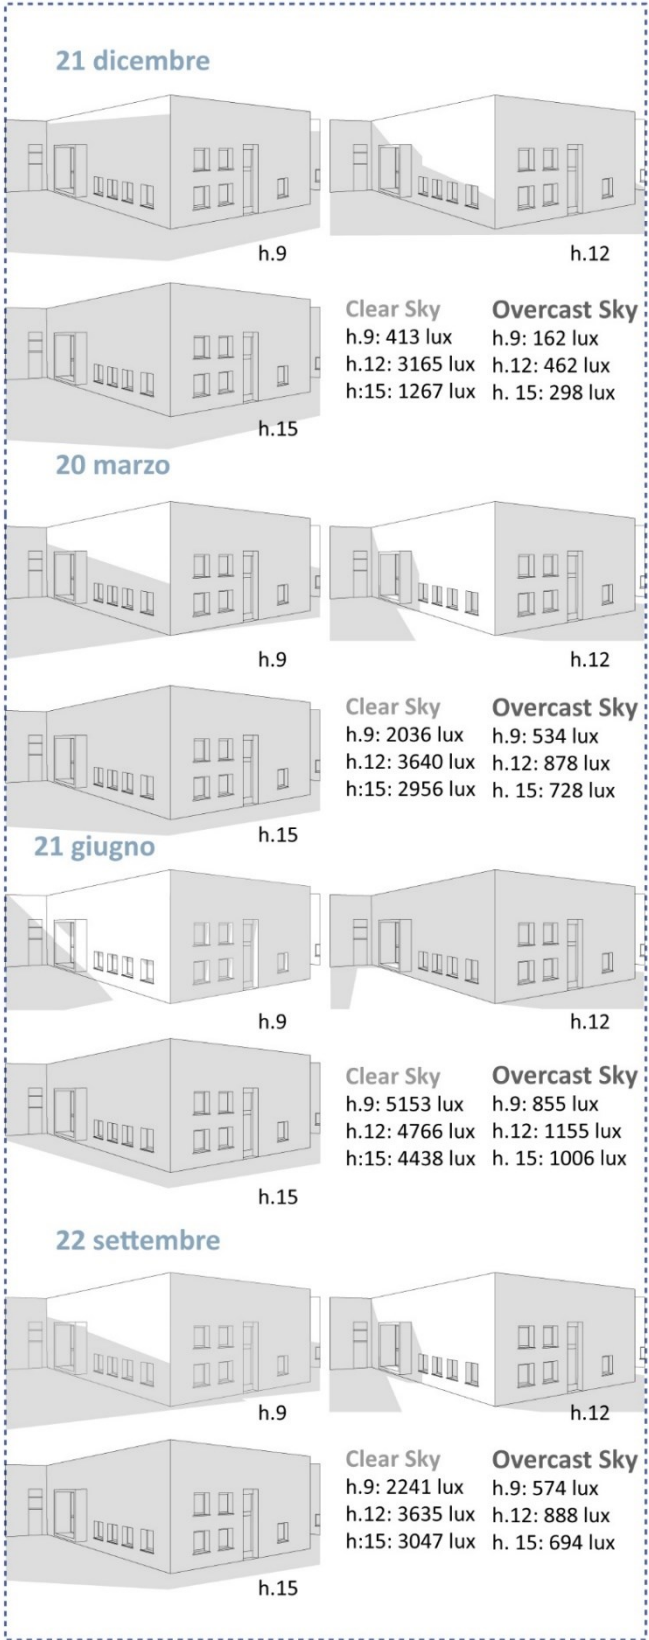 21 dicembre
h.9
h.12
h.15
Clear Sky
h.9: 413 lux
h.12: 3165 lux
h:15: 1267 lux
Overcast Sky
h.9: 162 lux
h.12: 462 lux
h. 15: 298 lux
20 marzo
h.9
h.12
h.15
Clear Sky
h.9: 2036 lux
h.12: 3640 lux
h:15: 2956 lux
Overcast Sky
h.9: 534 lux
h.12: 878 lux
h. 15: 728 lux
21 giugno
h.9
h.12
h.15
Clear Sky
h.9: 5153 lux
h.12: 4766 lux
h:15: 4438 lux
Overcast Sky
h.9: 855 lux
h.12: 1155 lux
h. 15: 1006 lux
22 settembre
h.9
h.12
h.15
Clear Sky
h.9: 2241 lux
h.12: 3635 lux
h:15: 3047 lux
Overcast Sky
h.9: 574 lux
h.12: 888 lux
h. 15: 694 lux